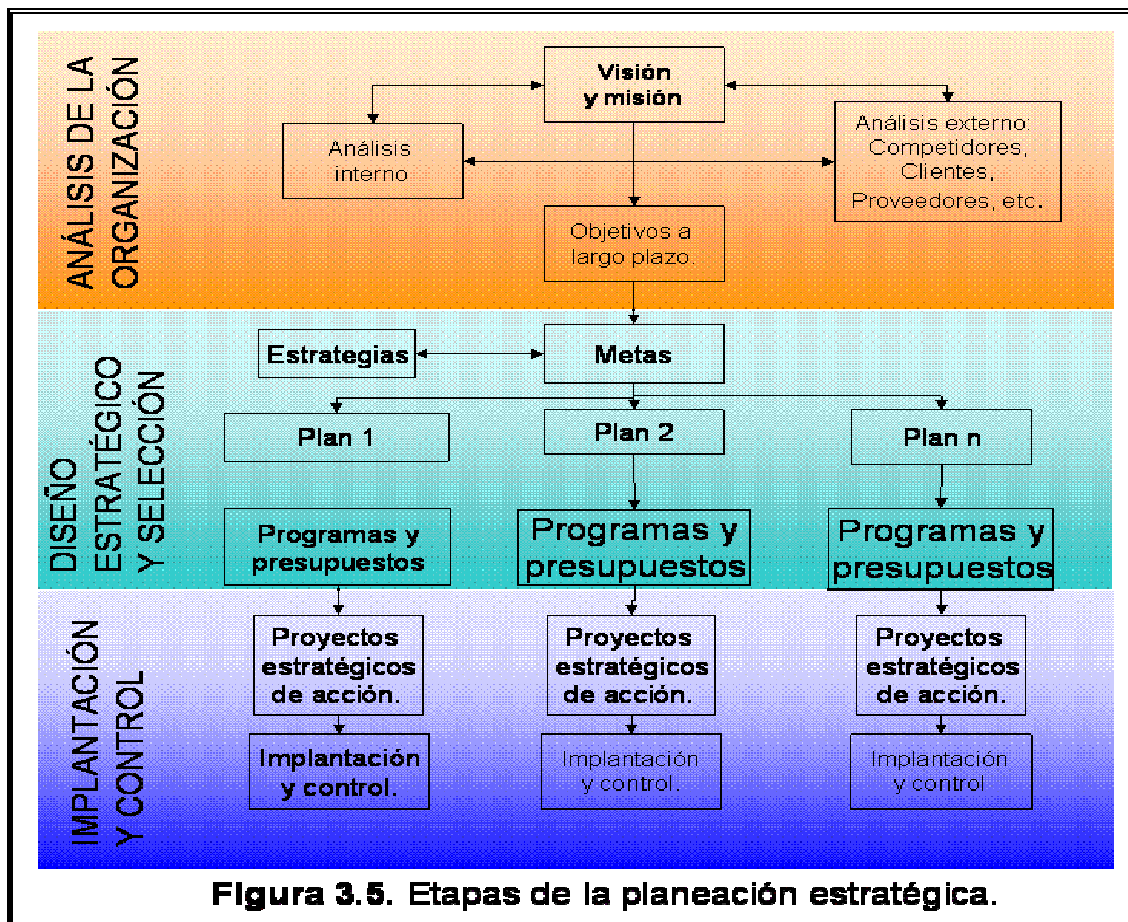 ANÁLISIS DE LA
ORGANIZACIÓN
Visión
y misión
Análisis
interno
Análisis externo:
Competidores,
Clientes,
Proveedores, etc.
Objetivos a
largo plazo.
DISEÑO
ESTRATÉGICO
Y SELECCIÓN
Estrategias
Metas
Plan 1
Plan 2
Plan n
Programas y
presupuestos
Programas y
presupuestos
Programas y
presupuestos
IMPLANTACIÓN
Y CONTROL
Proyectos
estratégicos
de acción.
Proyectos
estratégicos
de acción.
Proyectos
estratégicos
de acción.
Implantación
y control.
Implantación
y control.
Implantación
y control
Figura 3.5. Etapas de la planeación estratégica.